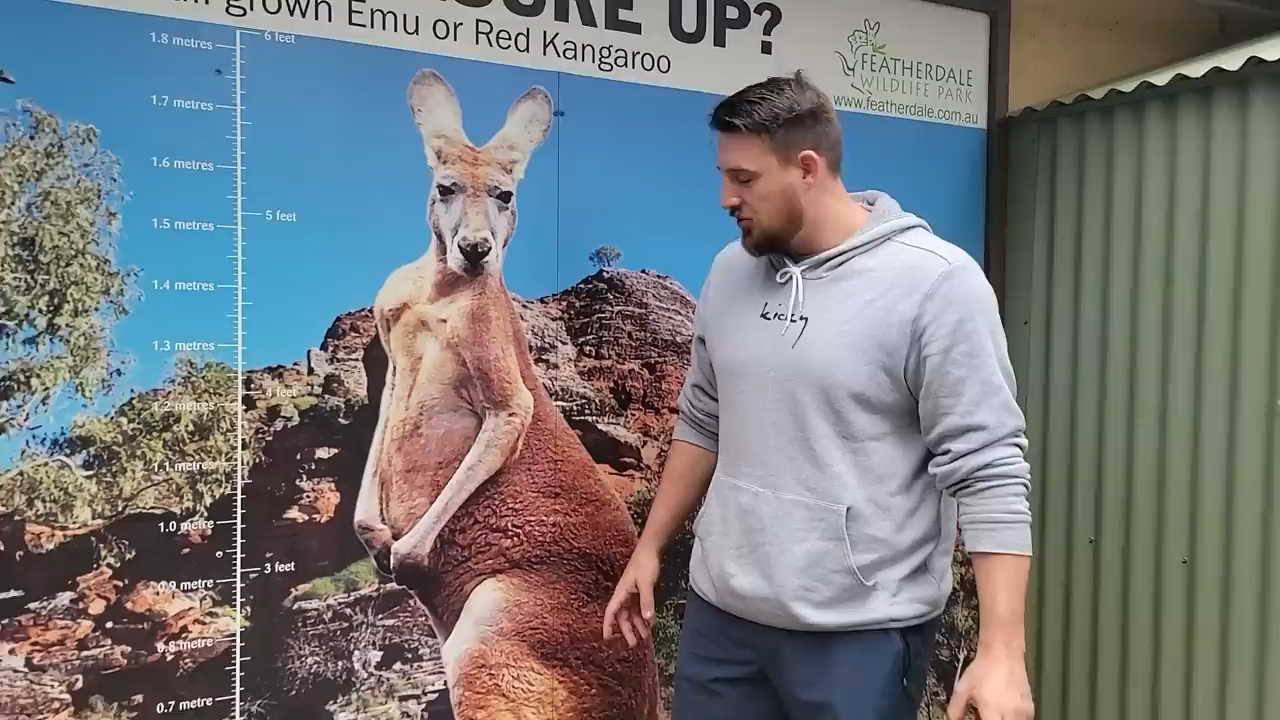 UP?
grown Emu or Red Kangaroo
FEATHERDALE
WILDLIFE PARK
www.featherdale.com.au
6 feet
1.8 metres
1.7 metres
1.6 metres
5 feet
1.5 metres
1.4 metres
1.3 metres
4 feet
1.2 metres
1.1 metres
1.0 metre
3 feet
0.9 metre
0.8 metre
0.7 metre